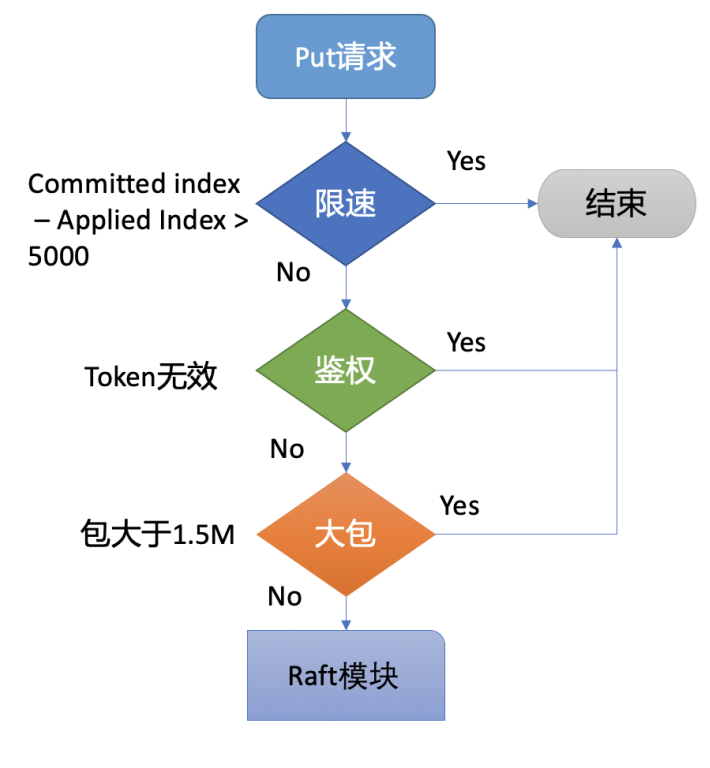 Put请求
Yes
Committed index
– Applied Index >
5000
限速
结束
No
Yes
Token无效
鉴权
No
Yes
包大于1.5M
大包
No
Raft模块